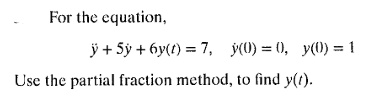 For the equation,
ÿ + 5ẏ + 6y(t) = 7, ẏ(0) = 0, y(0) = 1
Use the partial fraction method, to find y(t).